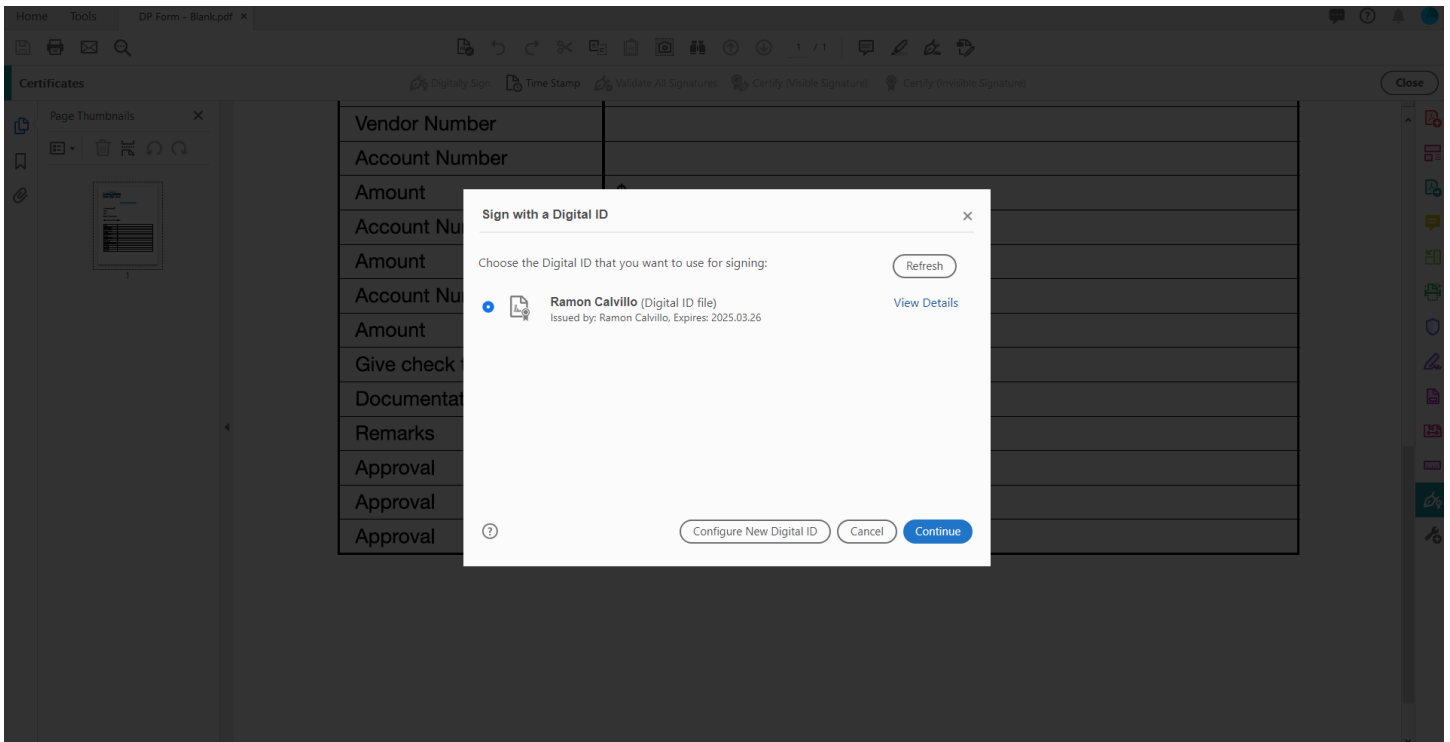 Home Tools DP Form - Blank.pdf ×
1 / 1
Certificates Digitally Sign Time Stamp Validate All Signatures Certify (Visible Signature) Certify (Invisible Signature) Close
Page Thumbnails
1
Vendor Number
Account Number
Amount
Account Nu
Amount
Account Nu
Amount
Give check
Documentat
Remarks
Approval
Approval
Approval
Sign with a Digital ID
Choose the Digital ID that you want to use for signing: Refresh
Ramon Calvillo (Digital ID file) View Details
Issued by: Ramon Calvillo, Expires: 2025.03.26
Configure New Digital ID Cancel Continue